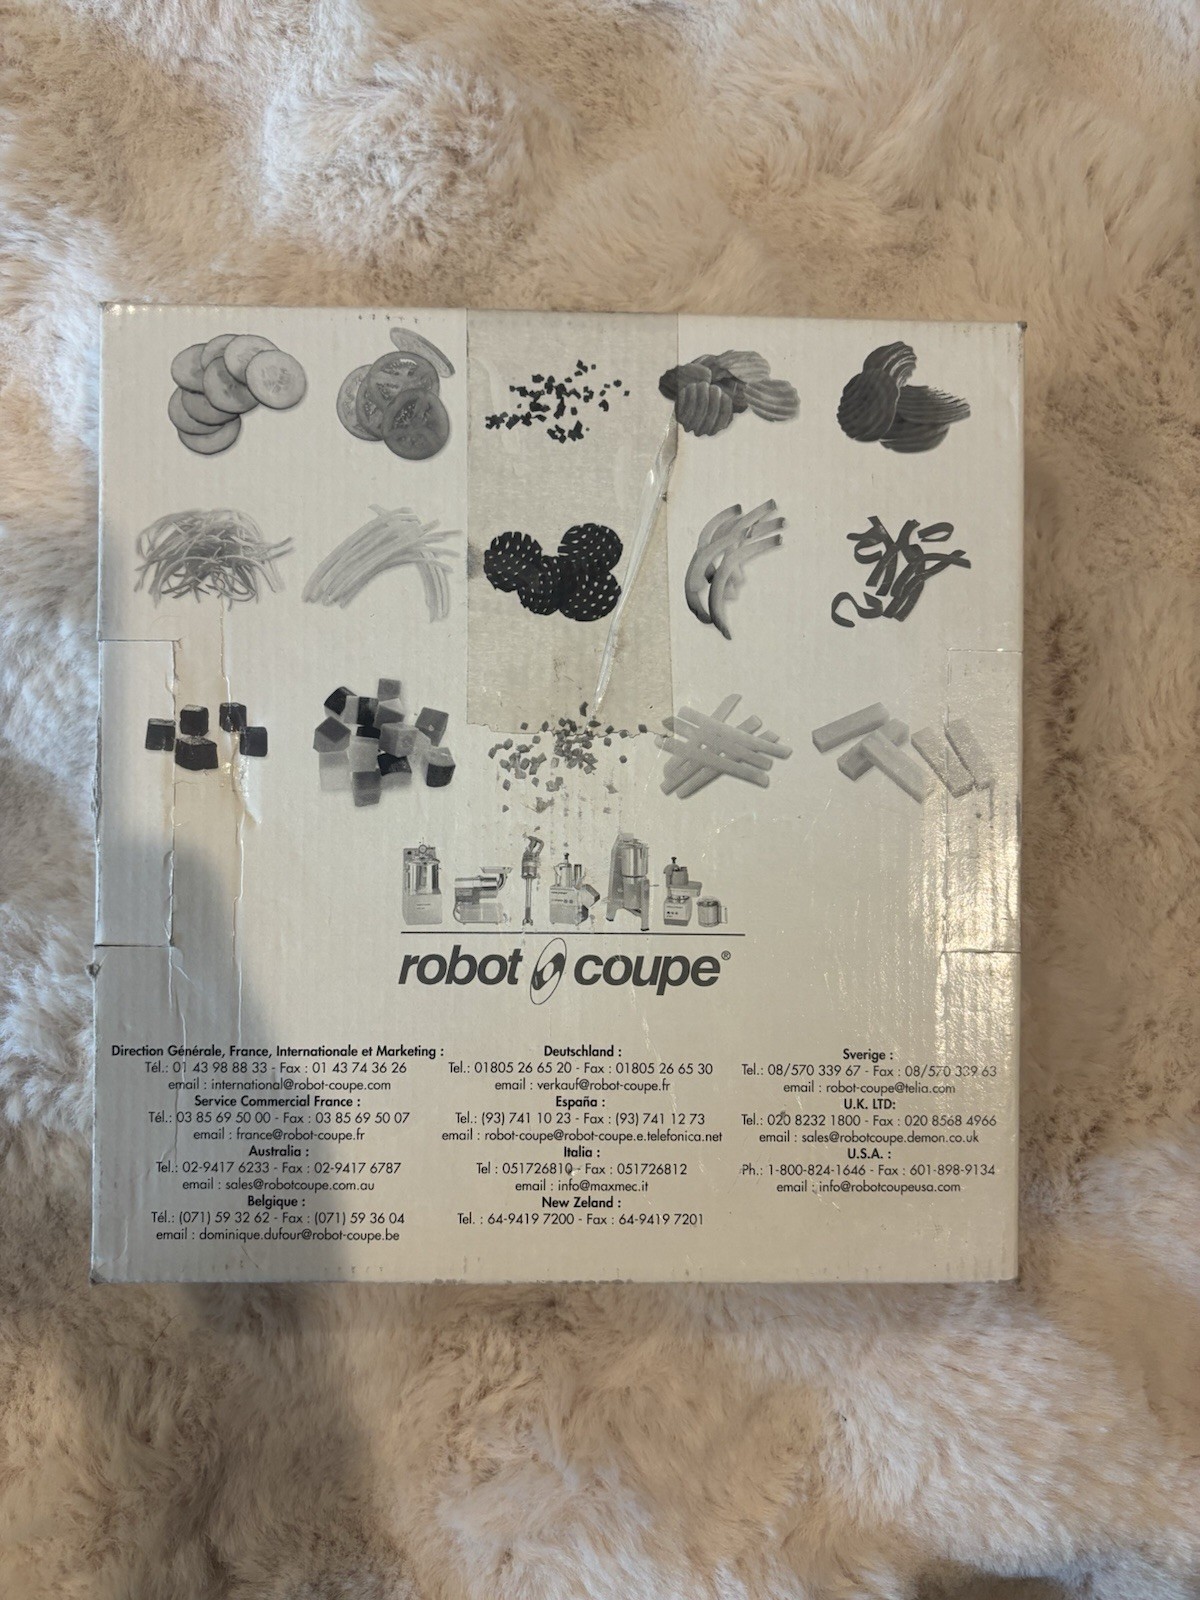 robot coupe®
Direction Générale, France, Internationale et Marketing :
Tél.: 01 43 98 88 33 - Fax : 01 43 74 36 26
email : international@robot-coupe.com
Service Commercial France :
Tél.: 03 85 69 50 00 - Fax : 03 85 69 50 07
email : france@robot-coupe.fr
Australia :
Tel.: 02-9417 6233 - Fax : 02-9417 6787
email : sales@robotcoupe.com.au
Belgique :
Tél.: (071) 59 32 62 - Fax : (071) 59 36 04
email : dominique.dufour@robot-coupe.be
Deutschland :
Tel.: 01805 26 65 20 - Fax : 01805 26 65 30
email : verkauf@robot-coupe.fr
España :
Tel.: (93) 741 10 23 - Fax : (93) 741 12 73
email : robot-coupe@robot-coupe.e.telefonica.net
Italia :
Tel : 051726810 - Fax : 051726812
email : info@maxmec.it
New Zeland :
Tel. : 64-9419 7200 - Fax : 64-9419 7201
Sverige :
Tel.: 08/570 339 67 - Fax : 08/570 339 63
email : robot-coupe@telia.com
U.K. LTD:
Tel.: 020 8232 1800 - Fax : 020 8568 4966
email : sales@robotcoupe.demon.co.uk
U.S.A. :
Ph.: 1-800-824-1646 - Fax : 601-898-9134
email : info@robotcoupeusa.com